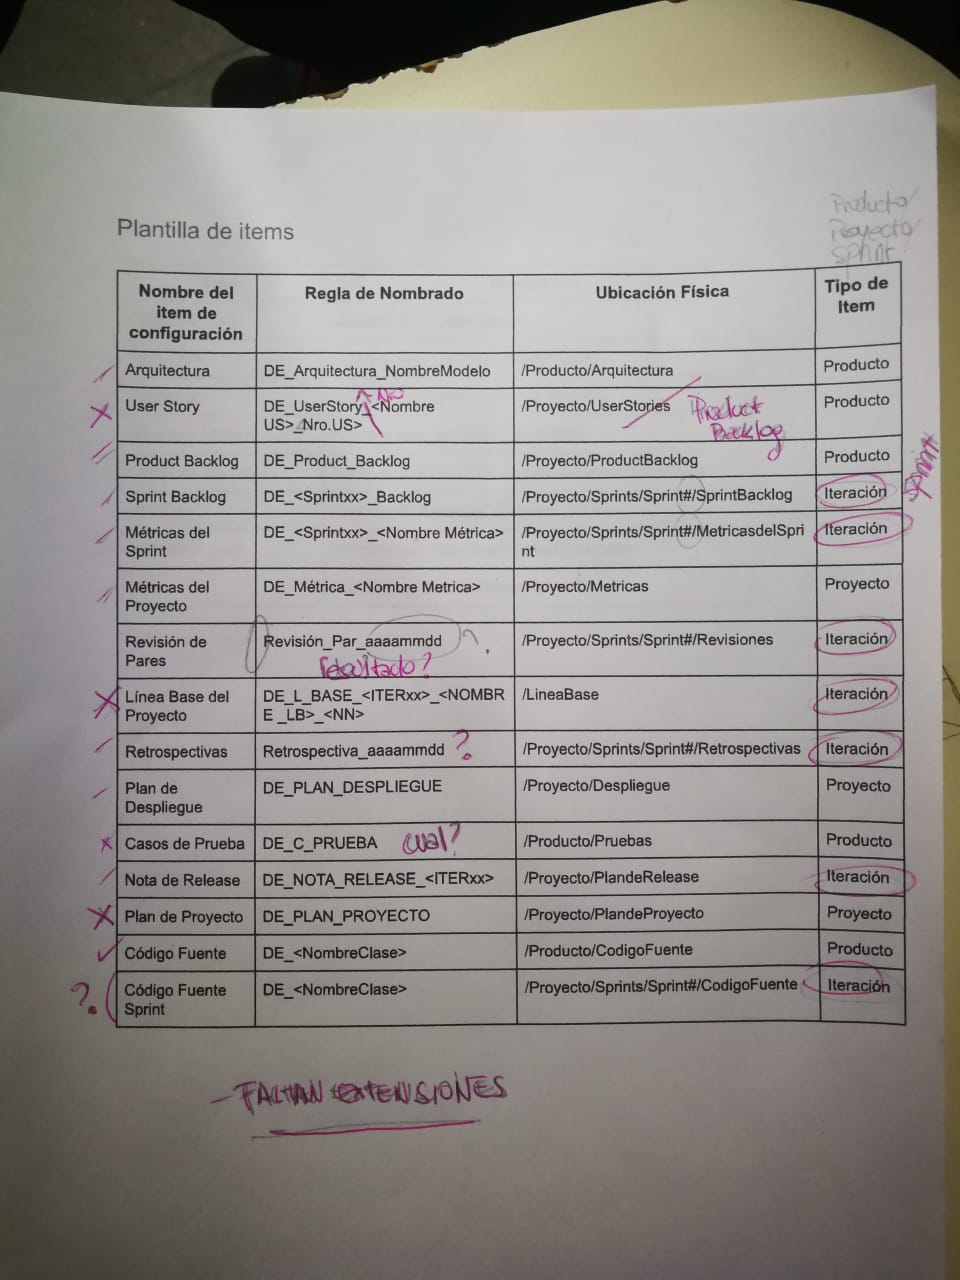 Producto/
Proyecto/
Sprint
Plantilla de items
Nombre del item de configuración | Regla de Nombrado | Ubicación Física | Tipo de Item
Arquitectura | DE_Arquitectura_NombreModelo | /Producto/Arquitectura | Producto
User Story | DE_UserStory_<Nombre US>_Nro.US> | /Proyecto/UserStories | Producto
Nro
Product
Backlog
Product Backlog | DE_Product_Backlog | /Proyecto/ProductBacklog | Producto
Sprint Backlog | DE_<Sprintxx>_Backlog | /Proyecto/Sprints/Sprint#/SprintBacklog | Iteración
Sprint
Métricas del Sprint | DE_<Sprintxx>_<Nombre Métrica> | /Proyecto/Sprints/Sprint#/MetricasdelSprint | Iteración
Métricas del Proyecto | DE_Métrica_<Nombre Metrica> | /Proyecto/Metricas | Proyecto
Revisión de Pares | Revisión_Par_aaaammdd | /Proyecto/Sprints/Sprint#/Revisiones | Iteración
?
resultado?
Línea Base del Proyecto | DE_L_BASE_<ITERxx>_<NOMBRE _LB>_<NN> | /LineaBase | Iteración
Retrospectivas | Retrospectiva_aaaammdd | /Proyecto/Sprints/Sprint#/Retrospectivas | Iteración
?
Plan de Despliegue | DE_PLAN_DESPLIEGUE | /Proyecto/Despliegue | Proyecto
Casos de Prueba | DE_C_PRUEBA | /Producto/Pruebas | Producto
cual?
Nota de Release | DE_NOTA_RELEASE_<ITERxx> | /Proyecto/PlandeRelease | Iteración
Plan de Proyecto | DE_PLAN_PROYECTO | /Proyecto/PlandeProyecto | Proyecto
Código Fuente | DE_<NombreClase> | /Producto/CodigoFuente | Producto
?
Código Fuente Sprint | DE_<NombreClase> | /Proyecto/Sprints/Sprint#/CodigoFuente | Iteración
- FALTAN EXTENSIONES